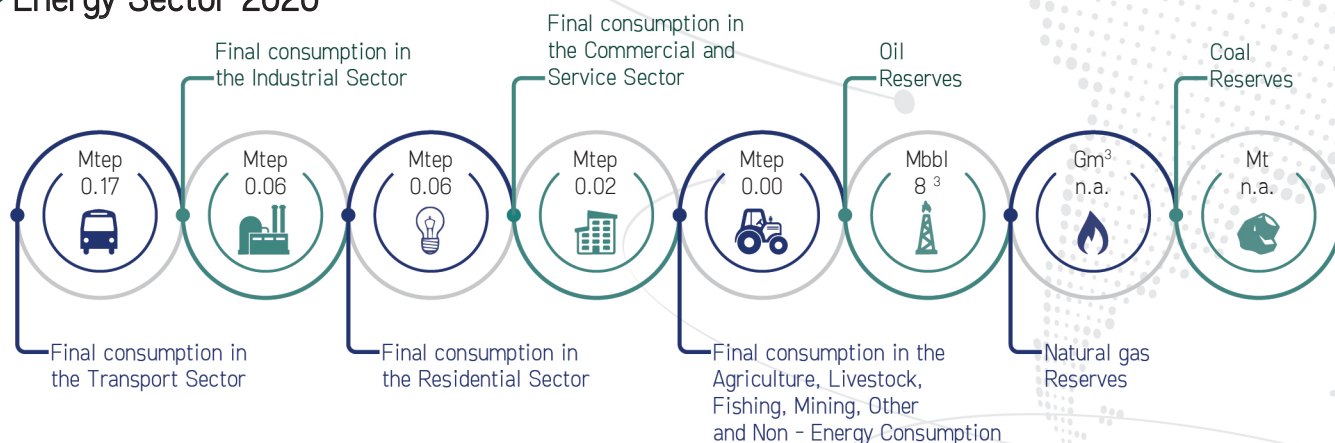 Energy Sector 2020
Final consumption in
the Industrial Sector
Final consumption in
the Commercial and
Service Sector
Oil
Reserves
Coal
Reserves
Mtep
0.17
Mtep
0.06
Mtep
0.06
Mtep
0.02
Mtep
0.00
Mbbl
8 ³
Gm³
n.a.
Mt
n.a.
Final consumption in
the Transport Sector
Final consumption in
the Residential Sector
Final consumption in the
Agriculture, Livestock,
Fishing, Mining, Other
and Non - Energy Consumption
Natural gas
Reserves